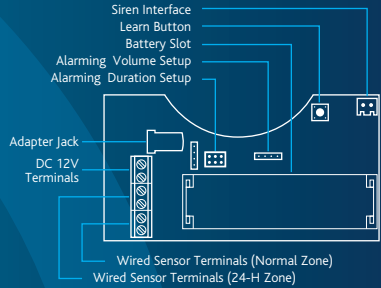 Siren Interface
Learn Button
Battery Slot
Alarming Volume Setup
Alarming Duration Setup
Adapter Jack
DC 12V
Terminals
Wired Sensor Terminals (Normal Zone)
Wired Sensor Terminals (24-H Zone)